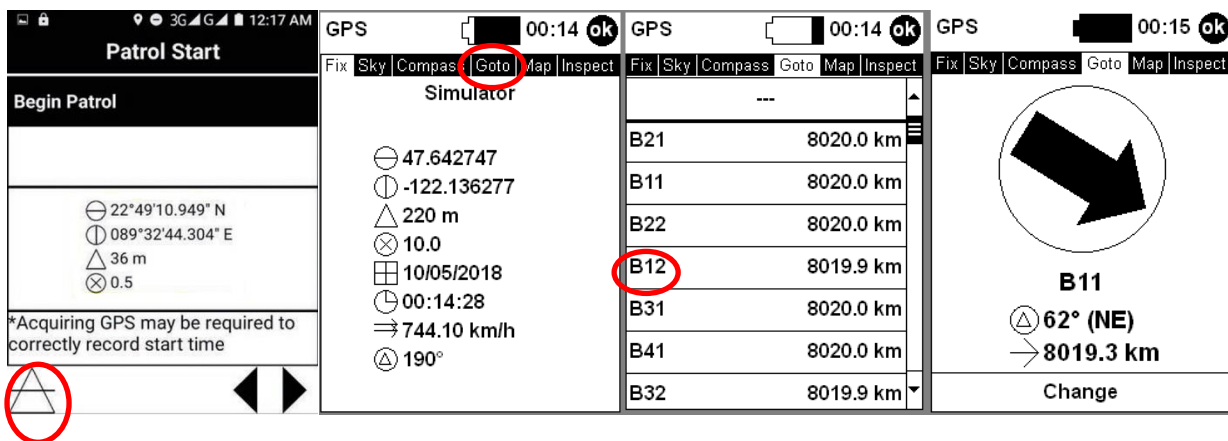 3G G 12:17 AM
Patrol Start
Begin Patrol
22°49'10.949" N
089°32'44.304" E
36 m
0.5
*Acquiring GPS may be required to
correctly record start time
GPS 00:14 ok
Fix Sky Compass Goto Map Inspect
Simulator
47.642747
-122.136277
220 m
10.0
10/05/2018
00:14:28
744.10 km/h
190°
GPS 00:14 ok
Fix Sky Compass Goto Map Inspect
---
B21 8020.0 km
B11 8020.0 km
B22 8020.0 km
B12 8019.9 km
B31 8020.0 km
B41 8020.0 km
B32 8019.9 km
GPS 00:15 ok
Fix Sky Compass Goto Map Inspect
B11
62° (NE)
8019.3 km
Change